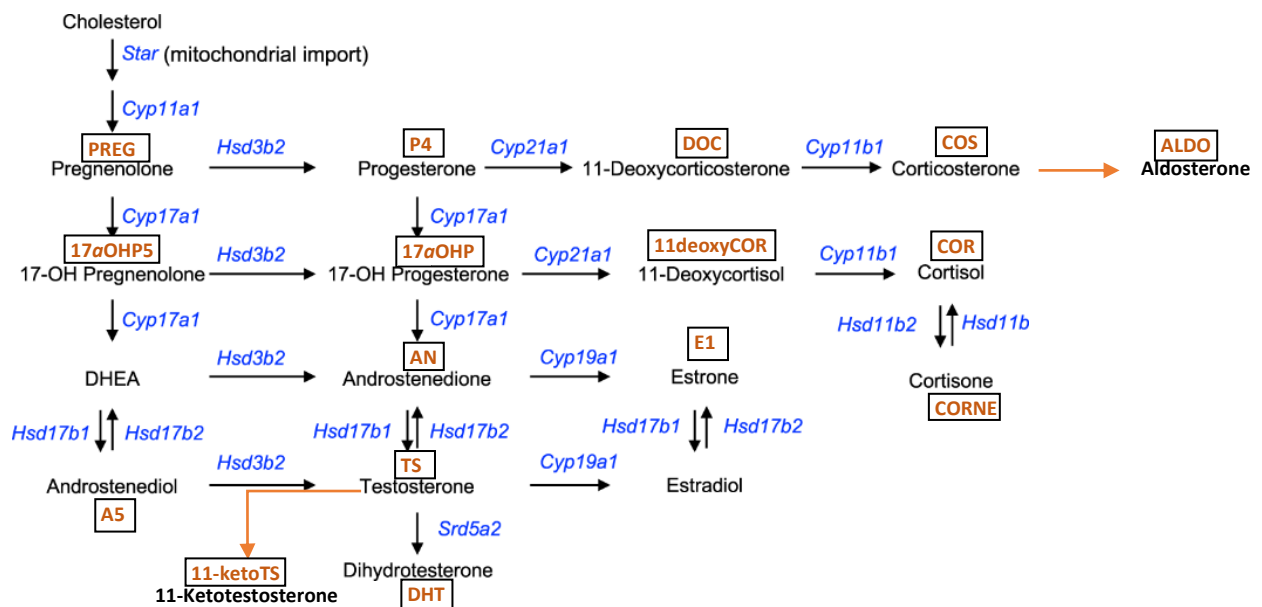 Cholesterol
Star (mitochondrial import)
Cyp11a1
PREG
Hsd3b2
P4
Cyp21a1
DOC
Cyp11b1
COS
ALDO
Pregnenolone
Progesterone
11-Deoxycorticosterone
Corticosterone
Aldosterone
Cyp17a1
Cyp17a1
17aOHP5
Hsd3b2
17aOHP
Cyp21a1
11deoxyCOR
Cyp11b1
COR
17-OH Pregnenolone
17-OH Progesterone
11-Deoxycortisol
Cortisol
Cyp17a1
Cyp17a1
Hsd11b2
Hsd11b
Hsd3b2
AN
Cyp19a1
E1
DHEA
Androstenedione
Estrone
Cortisone
CORNE
Hsd17b1
Hsd17b2
Hsd17b1
Hsd17b2
Hsd17b1
Hsd17b2
Hsd3b2
TS
Cyp19a1
Androstenediol
Testosterone
Estradiol
A5
Srd5a2
11-ketoTS
Dihydrotesterone
11-Ketotestosterone
DHT